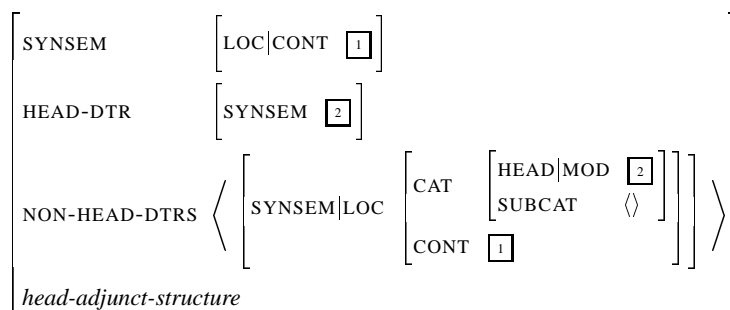 SYNSEM [LOC|CONT 1]
HEAD-DTR [SYNSEM 2]
NON-HEAD-DTRS ⟨ [SYNSEM|LOC [CAT [HEAD|MOD 2
SUBCAT ⟨⟩]
CONT 1]] ⟩
head-adjunct-structure